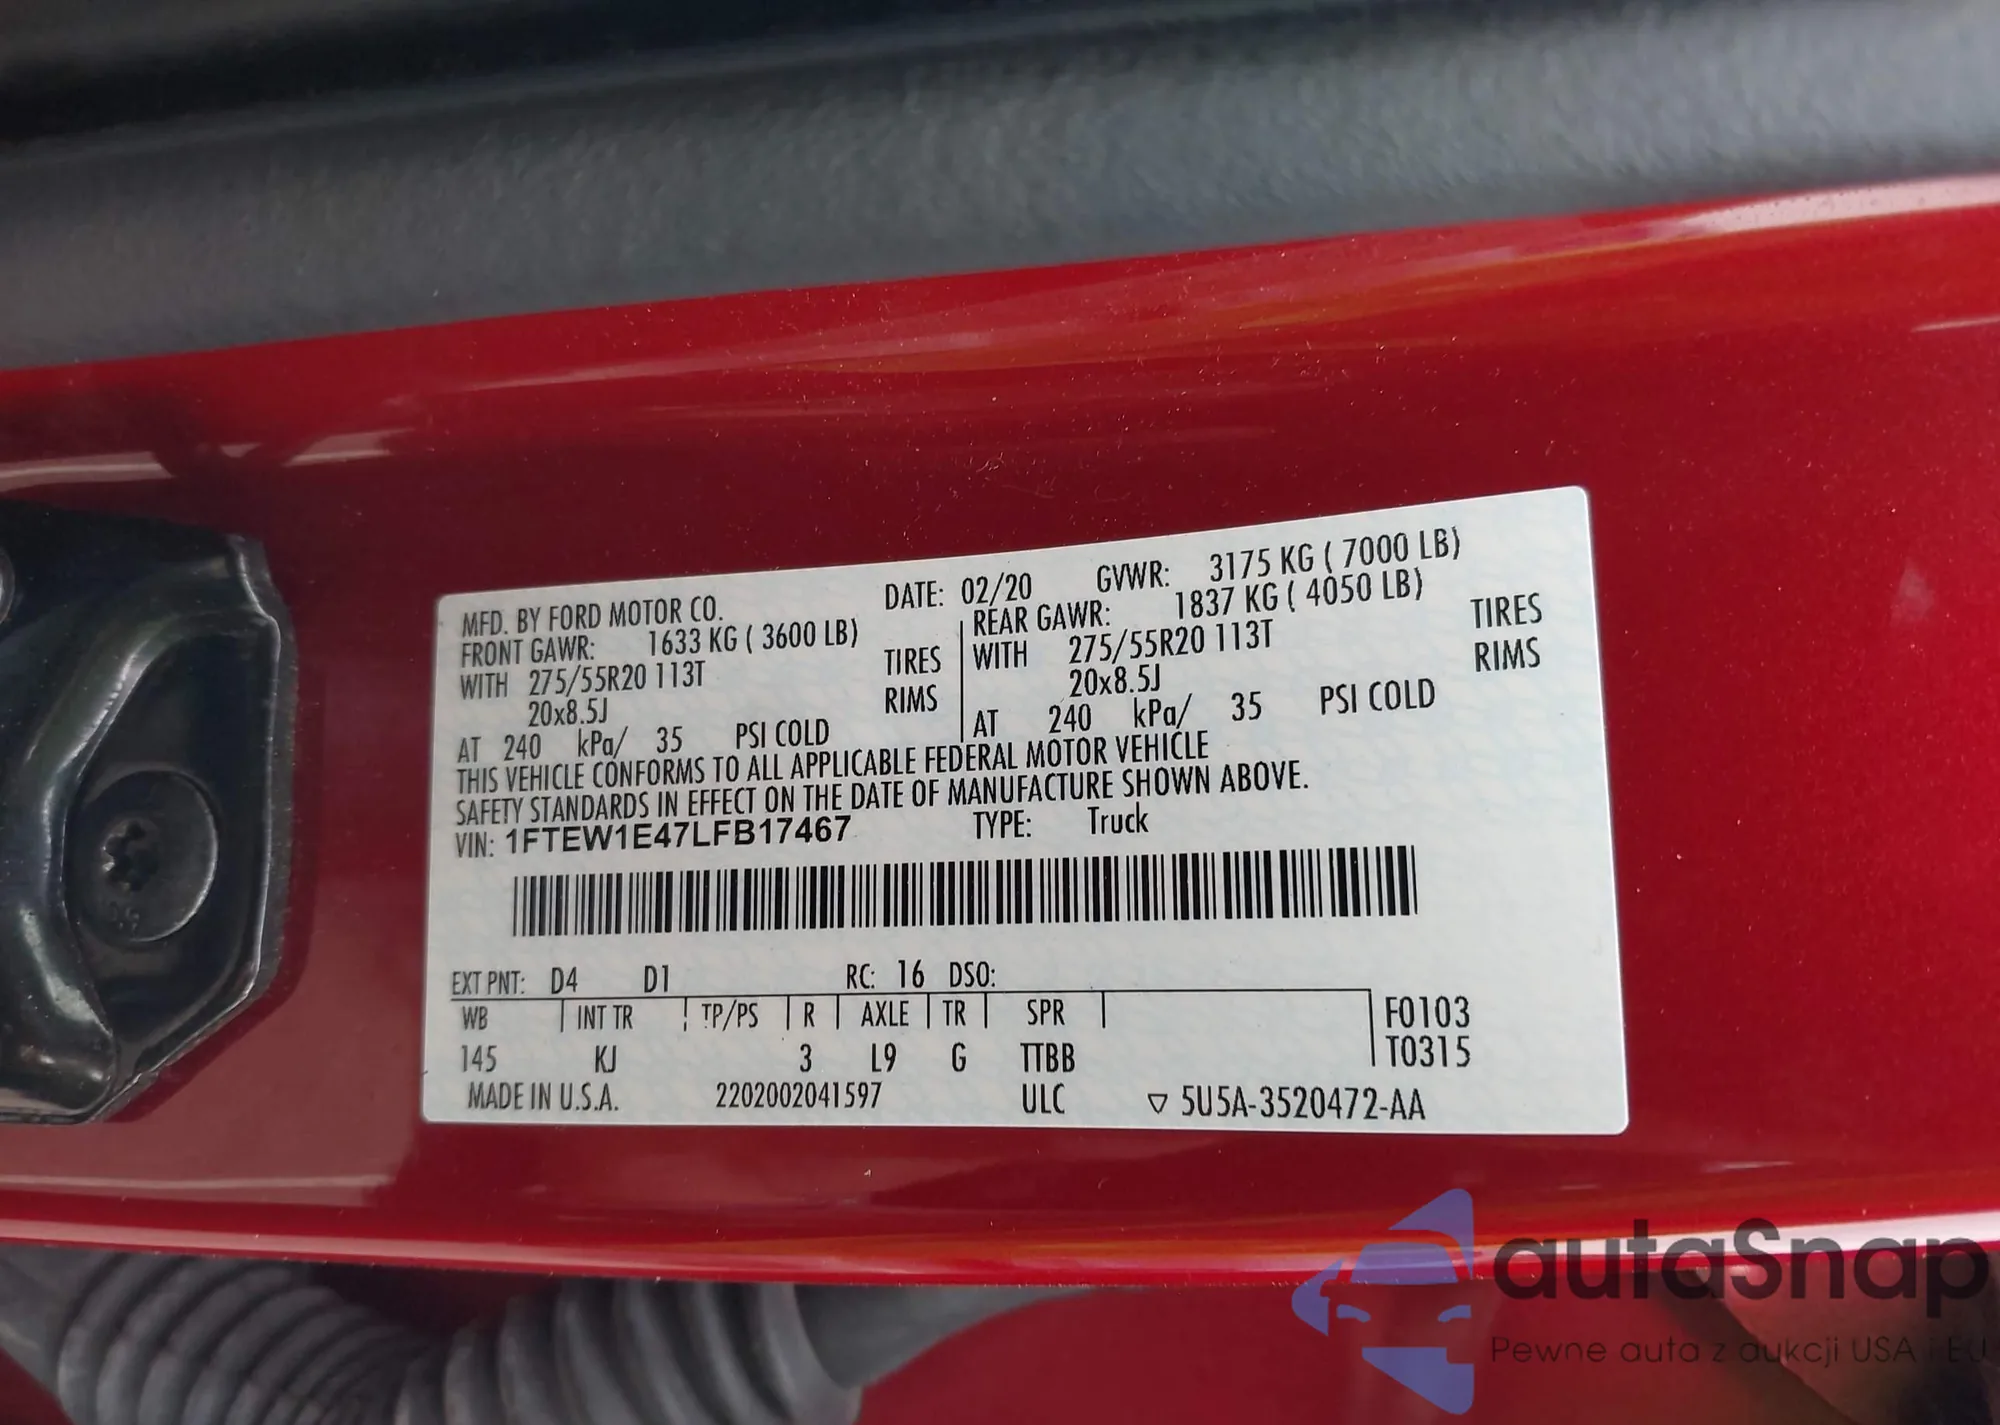 MFD. BY FORD MOTOR CO. DATE: 02/20 GVWR: 3175 KG ( 7000 LB)
FRONT GAWR: 1633 KG ( 3600 LB) REAR GAWR: 1837 KG ( 4050 LB)
WITH 275/55R20 113T TIRES WITH 275/55R20 113T TIRES
20x8.5J RIMS 20x8.5J RIMS
AT 240 kPa/ 35 PSI COLD AT 240 kPa/ 35 PSI COLD
THIS VEHICLE CONFORMS TO ALL APPLICABLE FEDERAL MOTOR VEHICLE
SAFETY STANDARDS IN EFFECT ON THE DATE OF MANUFACTURE SHOWN ABOVE.
VIN: 1FTEW1E47LFB17467 TYPE: Truck
EXT PNT: D4 D1 RC: 16 DSO:
WB INT TR TP/PS R AXLE TR SPR F0103
145 KJ 3 L9 G TTBB T0315
MADE IN U.S.A. 2202002041597 ULC ▽ 5U5A-3520472-AA
autaSnap
Pewne auta z aukcji USA i EU